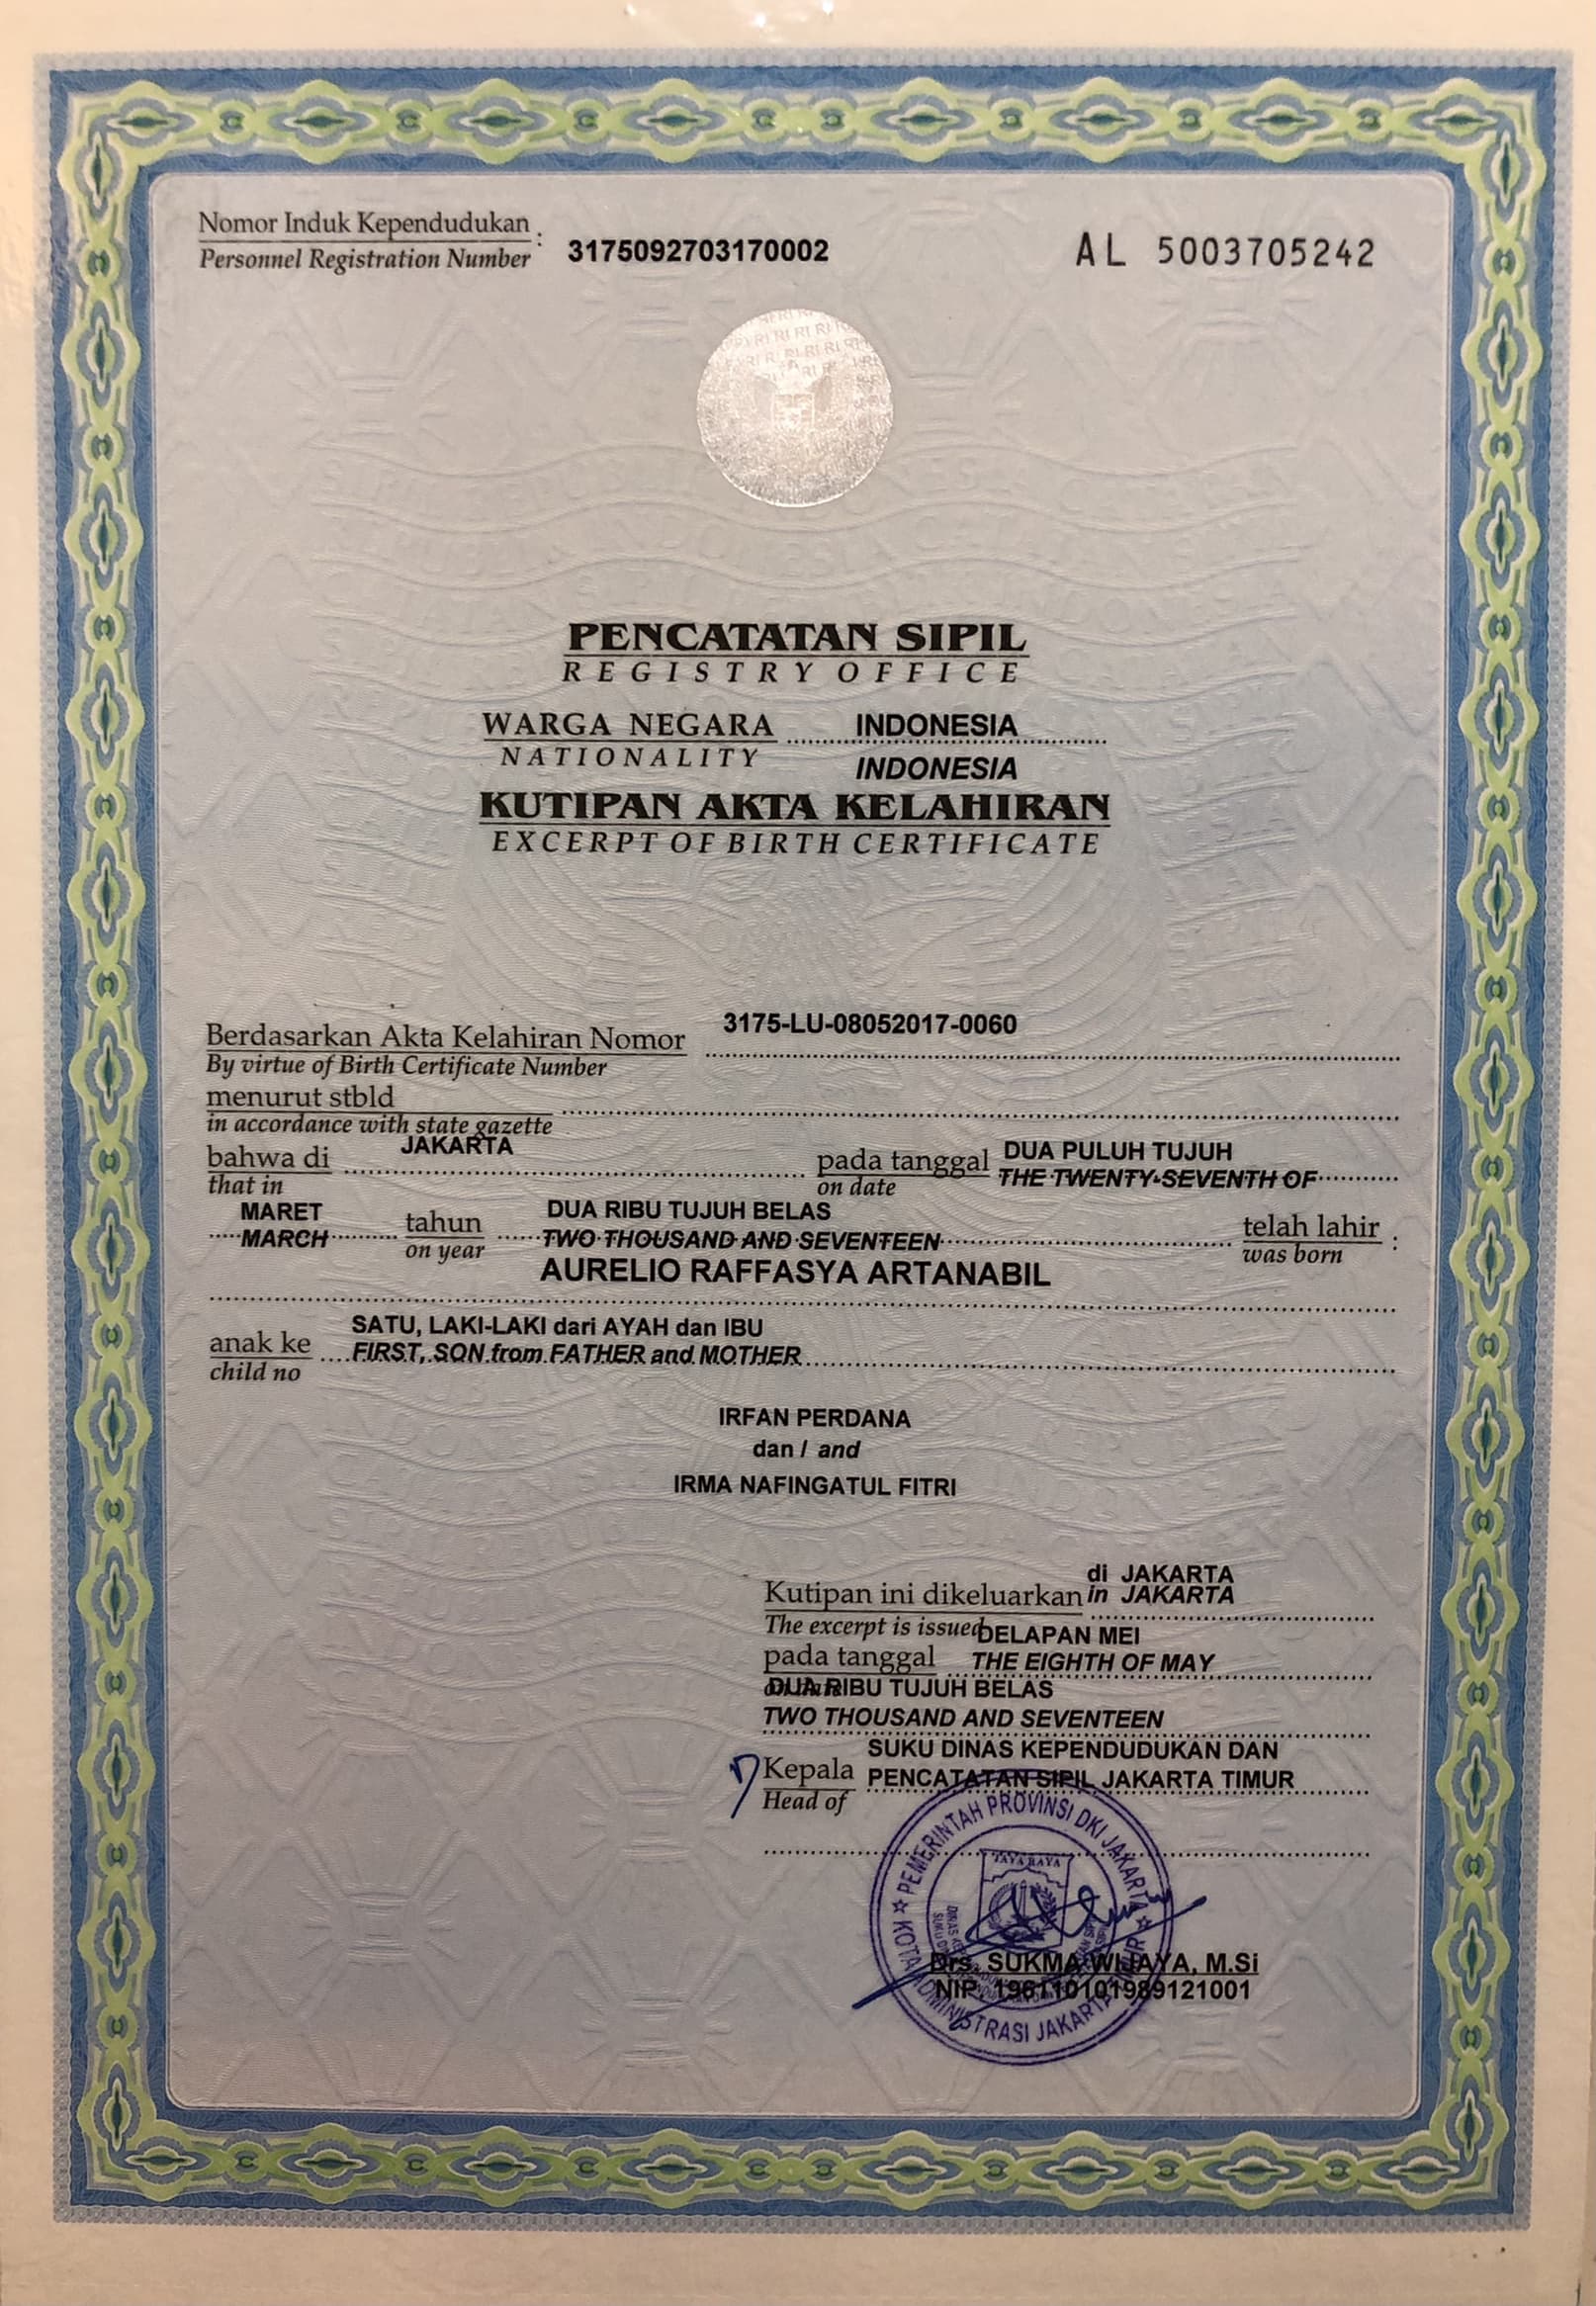 Nomor Induk Kependudukan : 3175092703170002
Personnel Registration Number
AL 5003705242
PENCATATAN SIPIL
REGISTRY OFFICE
WARGA NEGARA INDONESIA
NATIONALITY INDONESIA
KUTIPAN AKTA KELAHIRAN
EXCERPT OF BIRTH CERTIFICATE
Berdasarkan Akta Kelahiran Nomor 3175-LU-08052017-0060
By virtue of Birth Certificate Number
menurut stbld
in accordance with state gazette
bahwa di JAKARTA pada tanggal DUA PULUH TUJUH
that in on date THE TWENTY-SEVENTH OF
MARET tahun DUA RIBU TUJUH BELAS telah lahir :
MARCH on year TWO THOUSAND AND SEVENTEEN was born
AURELIO RAFFASYA ARTANABIL
anak ke SATU, LAKI-LAKI dari AYAH dan IBU
child no FIRST, SON from FATHER and MOTHER
IRFAN PERDANA
dan / and
IRMA NAFINGATUL FITRI
Kutipan ini dikeluarkan di JAKARTA
The excerpt is issued in JAKARTA
pada tanggal DELAPAN MEI
THE EIGHTH OF MAY
DUA RIBU TUJUH BELAS
TWO THOUSAND AND SEVENTEEN
Kepala SUKU DINAS KEPENDUDUKAN DAN
Head of PENCATATAN SIPIL JAKARTA TIMUR
PEMERINTAH PROVINSI DKI JAKARTA
KOTA ADMINISTRASI JAKARTA TIMUR
JAYA RAYA
Drs. SUKMA WIJAYA, M.Si
NIP. 196110101989121001